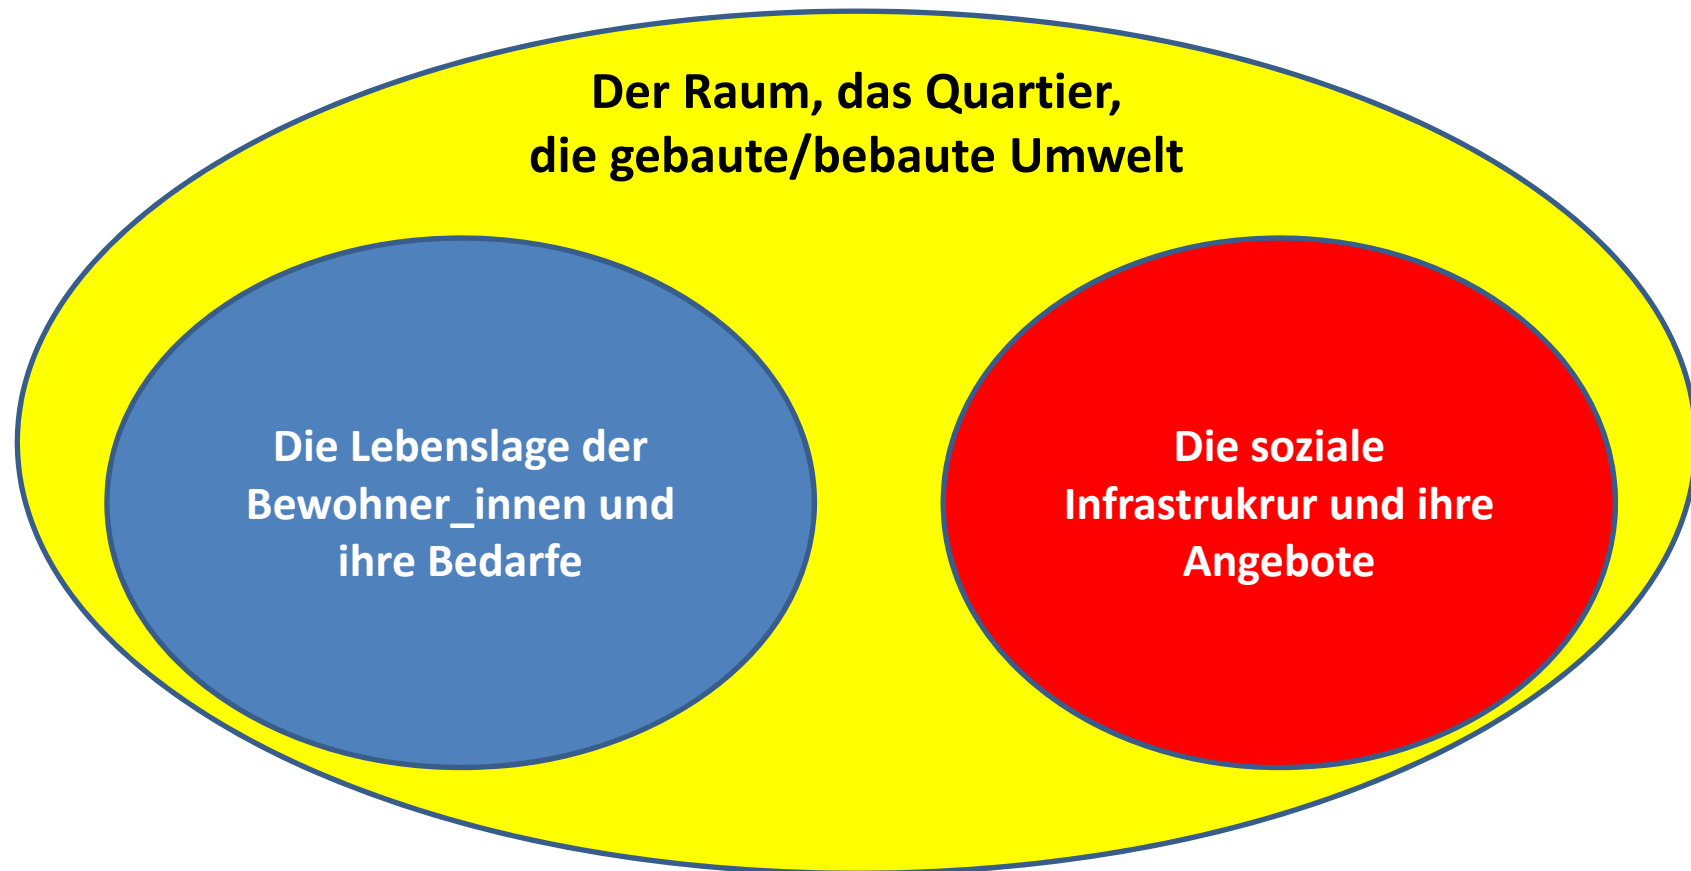 Der Raum, das Quartier,
die gebaute/bebaute Umwelt
Die Lebenslage der
Bewohner_innen und
ihre Bedarfe
Die soziale
Infrastrukrur und ihre
Angebote